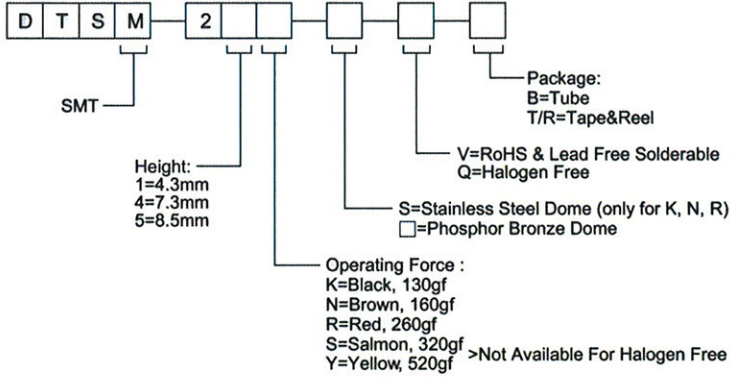 DTSM-2□□-□-□-□
Package:
B=Tube
T/R=Tape&Reel
SMT
V=RoHS & Lead Free Solderable
Q=Halogen Free
Height:
1=4.3mm
4=7.3mm
5=8.5mm
S=Stainless Steel Dome (only for K, N, R)
□=Phosphor Bronze Dome
Operating Force :
K=Black, 130gf
N=Brown, 160gf
R=Red, 260gf
S=Salmon, 320gf
Y=Yellow, 520gf
>Not Available For Halogen Free